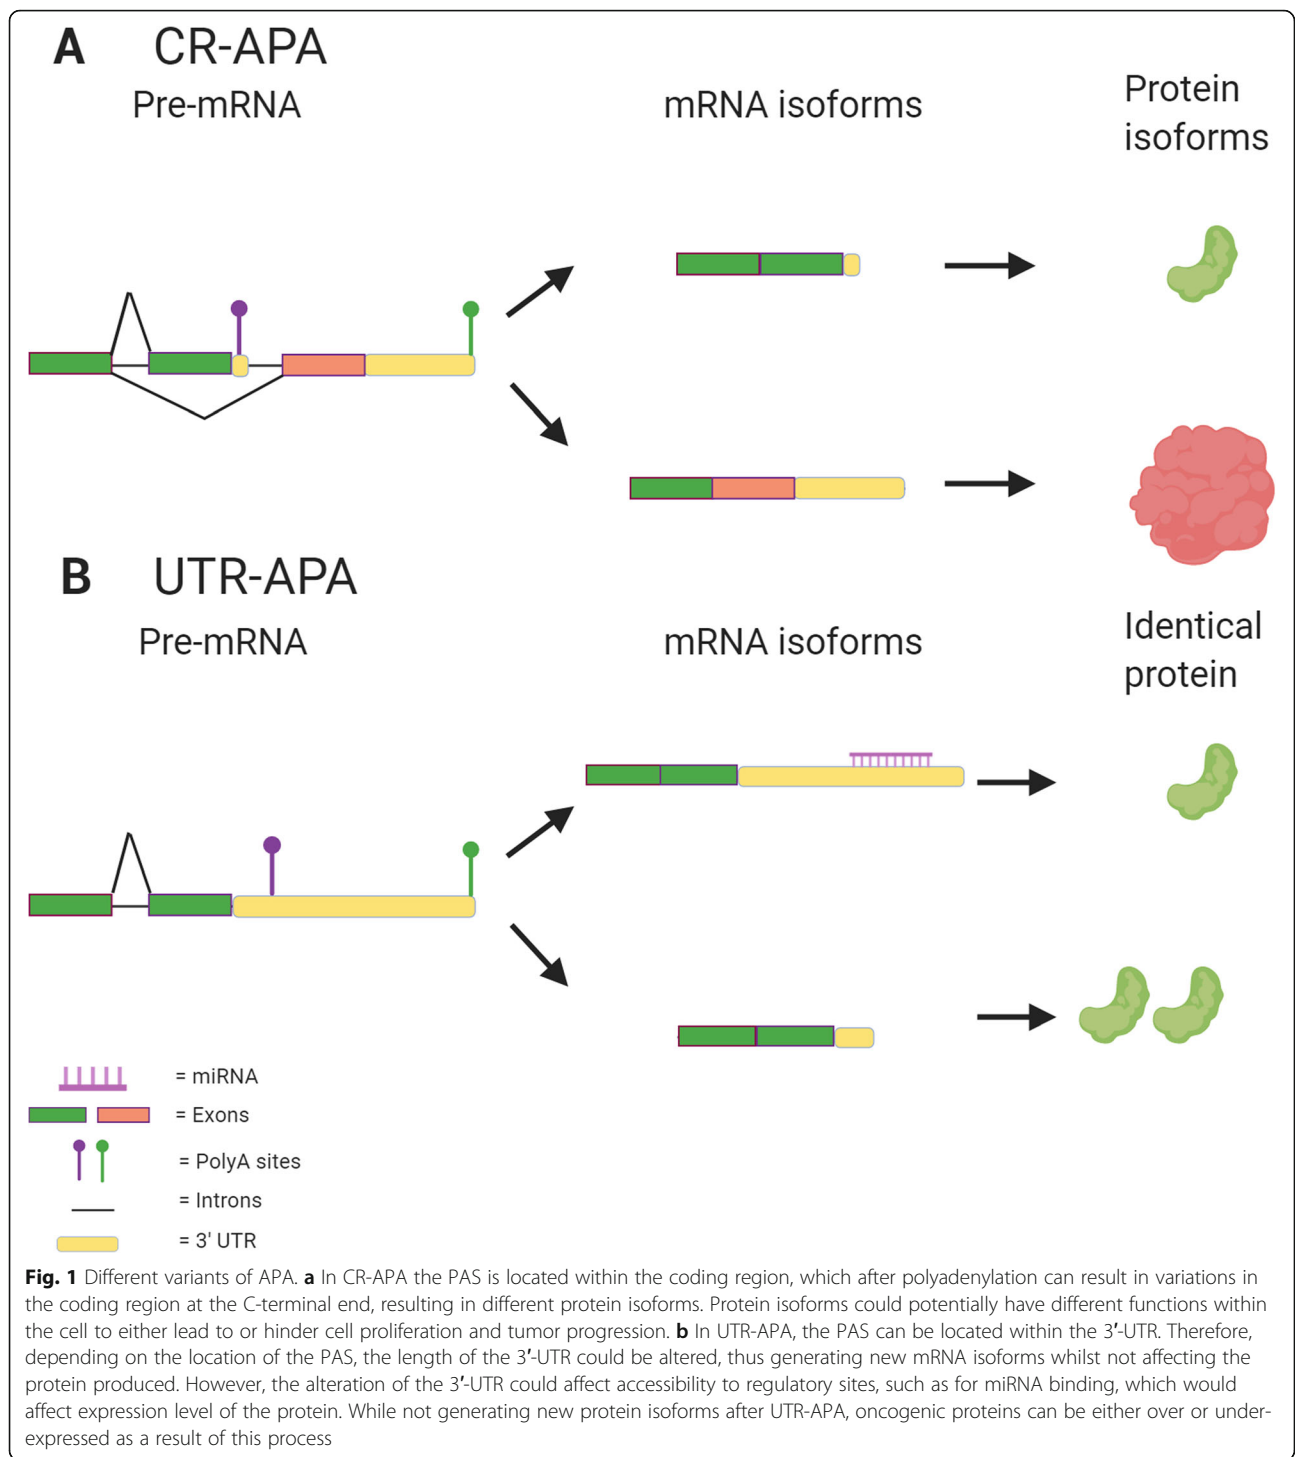 A CR-APA
Pre-mRNA
mRNA isoforms
Protein
isoforms
B UTR-APA
Pre-mRNA
mRNA isoforms
Identical
protein
= miRNA
= Exons
= PolyA sites
= Introns
= 3' UTR
Fig. 1 Different variants of APA. a In CR-APA the PAS is located within the coding region, which after polyadenylation can result in variations in
the coding region at the C-terminal end, resulting in different protein isoforms. Protein isoforms could potentially have different functions within
the cell to either lead to or hinder cell proliferation and tumor progression. b In UTR-APA, the PAS can be located within the 3′-UTR. Therefore,
depending on the location of the PAS, the length of the 3′-UTR could be altered, thus generating new mRNA isoforms whilst not affecting the
protein produced. However, the alteration of the 3′-UTR could affect accessibility to regulatory sites, such as for miRNA binding, which would
affect expression level of the protein. While not generating new protein isoforms after UTR-APA, oncogenic proteins can be either over or under-
expressed as a result of this process